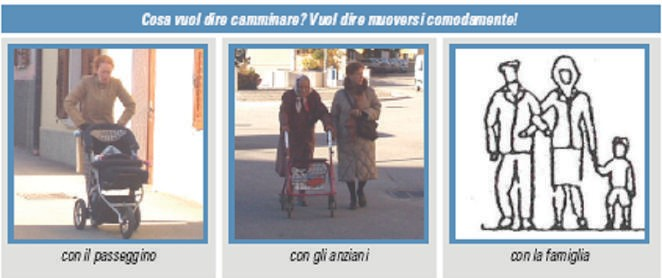 Cosa vuol dire camminare? Vuol dire muoversi comodamente!
con il passeggino
con gli anziani
con la famiglia